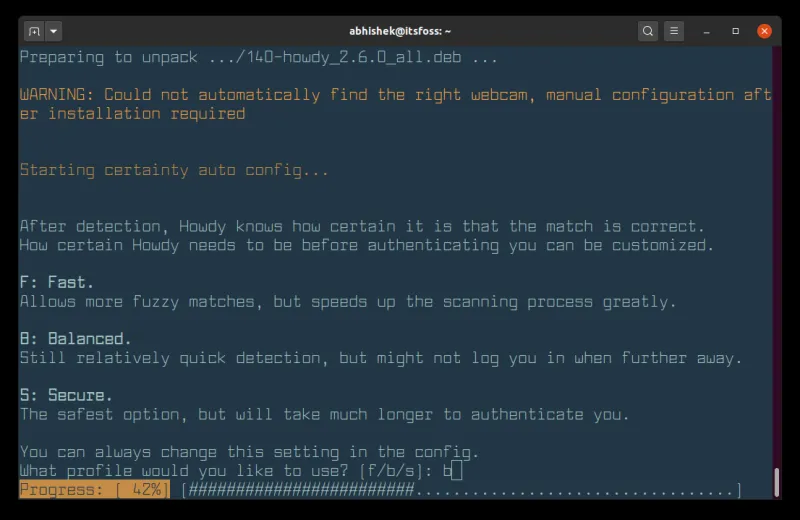 abhishek@itsfoss: ~
Preparing to unpack .../140-howdy_2.6.0_all.deb ...
WARNING: Could not automatically find the right webcam, manual configuration aft
er installation required
Starting certainty auto config...
After detection, Howdy knows how certain it is that the match is correct.
How certain Howdy needs to be before authenticating you can be customized.
F: Fast.
Allows more fuzzy matches, but speeds up the scanning process greatly.
B: Balanced.
Still relatively quick detection, but might not log you in when further away.
S: Secure.
The safest option, but will take much longer to authenticate you.
You can always change this setting in the config.
What profile would you like to use? [f/b/s]: b
Progress: [ 42%] [########################..................................]